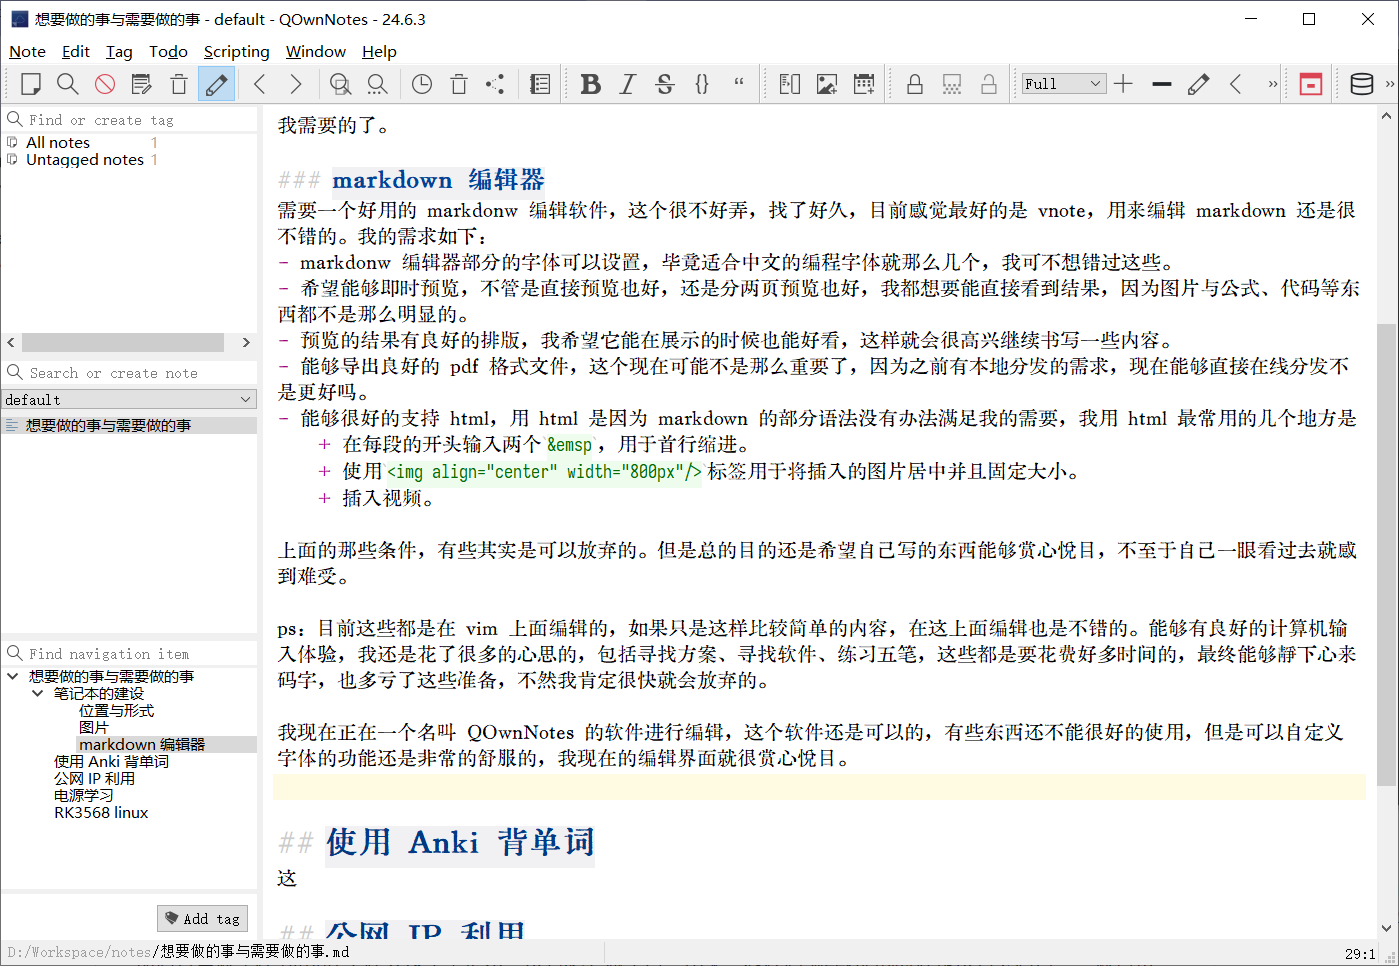 想要做的事与需要做的事 - default - QOwnNotes - 24.6.3
Note Edit Tag Todo Scripting Window Help
Full
Find or create tag
All notes 1
Untagged notes 1
Search or create note
default
想要做的事与需要做的事
Find navigation item
想要做的事与需要做的事
笔记本的建设
位置与形式
图片
markdown 编辑器
使用 Anki 背单词
公网 IP 利用
电源学习
RK3568 linux
Add tag
我需要的了。
### markdown 编辑器
需要一个好用的 markdonw 编辑软件，这个很不好弄，找了好久，目前感觉最好的是 vnote，用来编辑 markdown 还是很
不错的。我的需求如下：
- markdonw 编辑器部分的字体可以设置，毕竟适合中文的编程字体就那么几个，我可不想错过这些。
- 希望能够即时预览，不管是直接预览也好，还是分两页预览也好，我都想要能直接看到结果，因为图片与公式、代码等东
西都不是那么明显的。
- 预览的结果有良好的排版，我希望它能在展示的时候也能好看，这样就会很高兴继续书写一些内容。
- 能够导出良好的 pdf 格式文件，这个现在可能不是那么重要了，因为之前有本地分发的需求，现在能够直接在线分发不
是更好吗。
- 能够很好的支持 html，用 html 是因为 markdown 的部分语法没有办法满足我的需要，我用 html 最常用的几个地方是
+ 在每段的开头输入两个`&emsp`，用于首行缩进。
+ 使用`<img align="center" width="800px"/>`标签用于将插入的图片居中并且固定大小。
+ 插入视频。
上面的那些条件，有些其实是可以放弃的。但是总的目的还是希望自己写的东西能够赏心悦目，不至于自己一眼看过去就感
到难受。
ps：目前这些都是在 vim 上面编辑的，如果只是这样比较简单的内容，在这上面编辑也是不错的。能够有良好的计算机输
入体验，我还是花了很多的心思的，包括寻找方案、寻找软件、练习五笔，这些都是要花费好多时间的，最终能够静下心来
码字，也多亏了这些准备，不然我肯定很快就会放弃的。
我现在正在一个名叫 QOwnNotes 的软件进行编辑，这个软件还是可以的，有些东西还不能很好的使用，但是可以自定义
字体的功能还是非常的舒服的，我现在的编辑界面就很赏心悦目。
## 使用 Anki 背单词
这
## 公网 IP 利用
D:/Workspace/notes/想要做的事与需要做的事.md
29:1